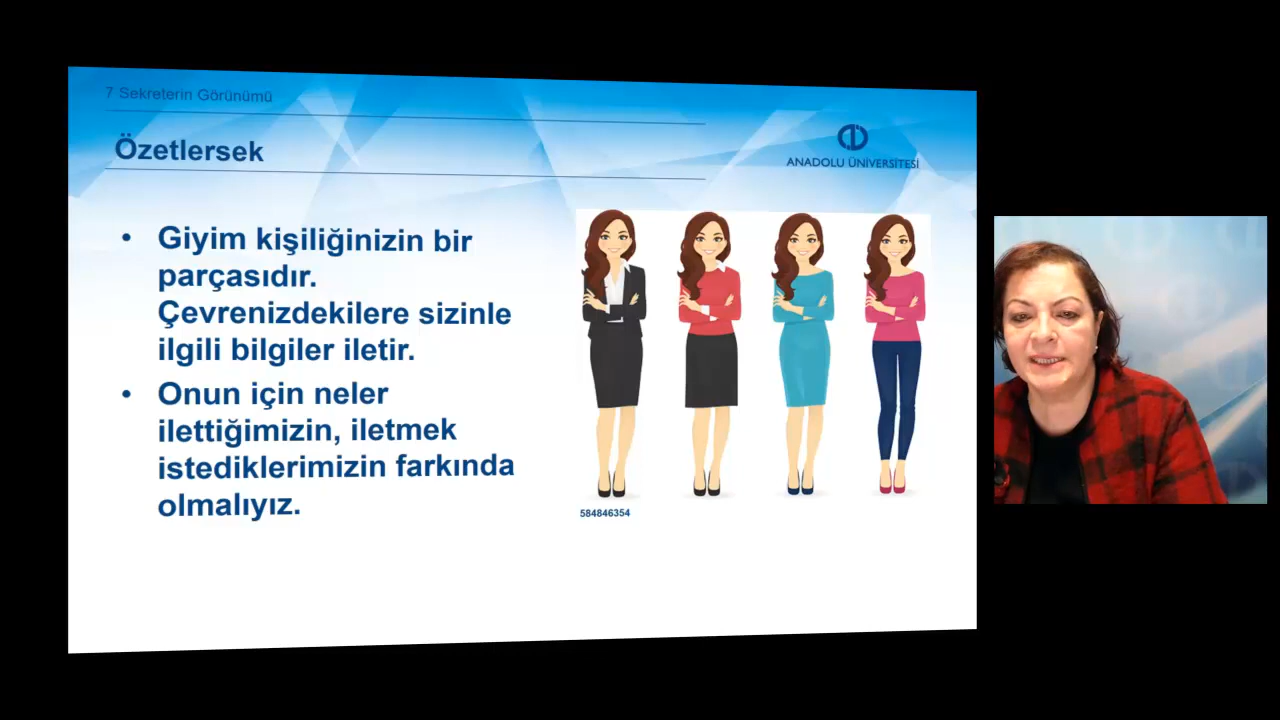 7 Sekreterin Görünümü
Özetlersek
ANADOLU ÜNİVERSİTESİ
• Giyim kişiliğinizin bir
parçasıdır.
Çevrenizdekilere sizinle
ilgili bilgiler iletir.
• Onun için neler
ilettiğimizin, iletmek
istediklerimizin farkında
olmalıyız.
584846354